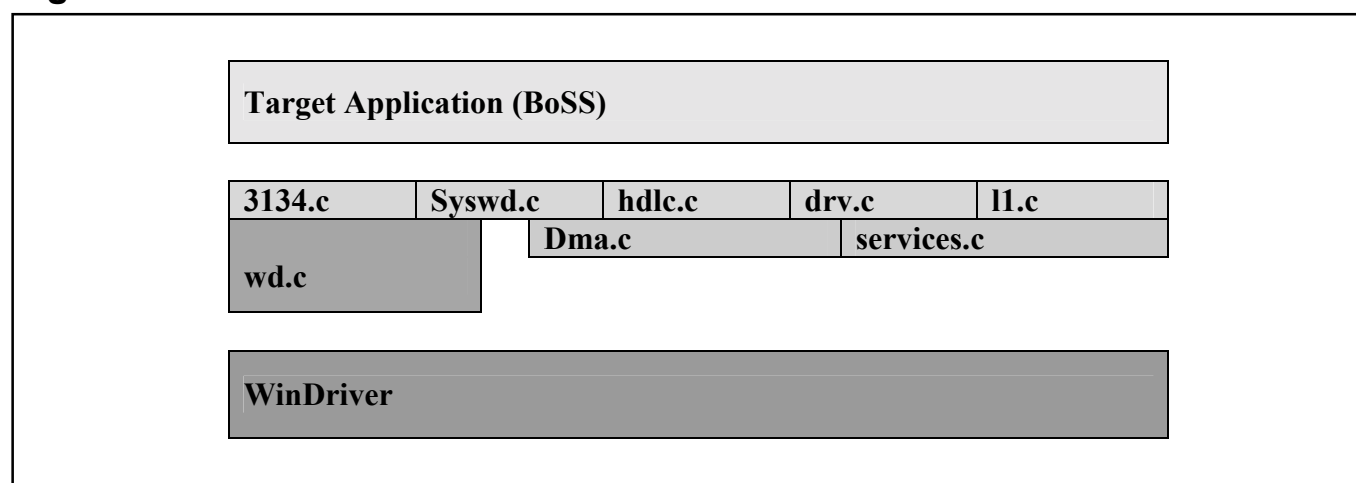 Target Application (BoSS)
3134.c Syswd.c hdlc.c drv.c l1.c
Dma.c services.c
wd.c
WinDriver